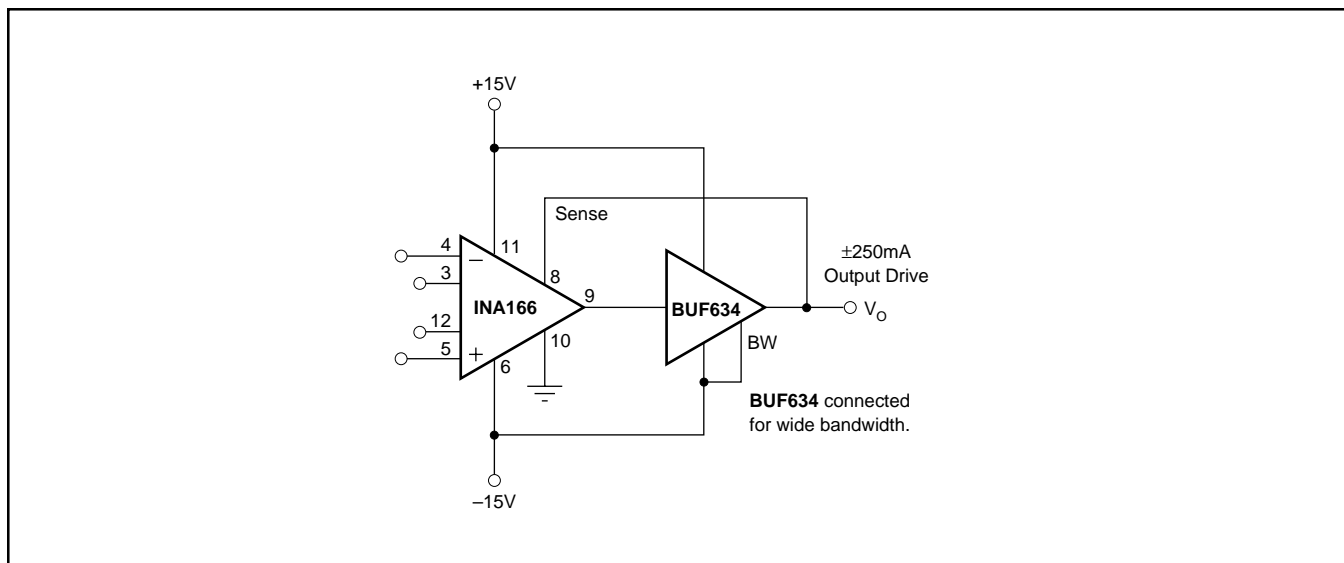 +15V
Sense
4
–
11
3
8
INA166
9
12
10
5
+
6
BUF634
BW
±250mA
Output Drive
VO
BUF634 connected
for wide bandwidth.
–15V